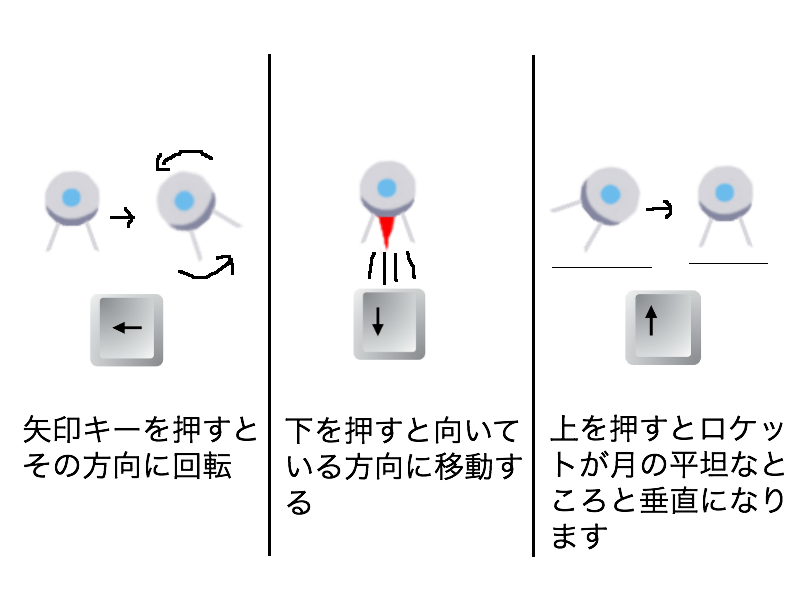 矢印キーを押すと
その方向に回転
下を押すと向いて
いる方向に移動す
る
上を押すとロケッ
トが月の平坦なと
ころと垂直になり
ます